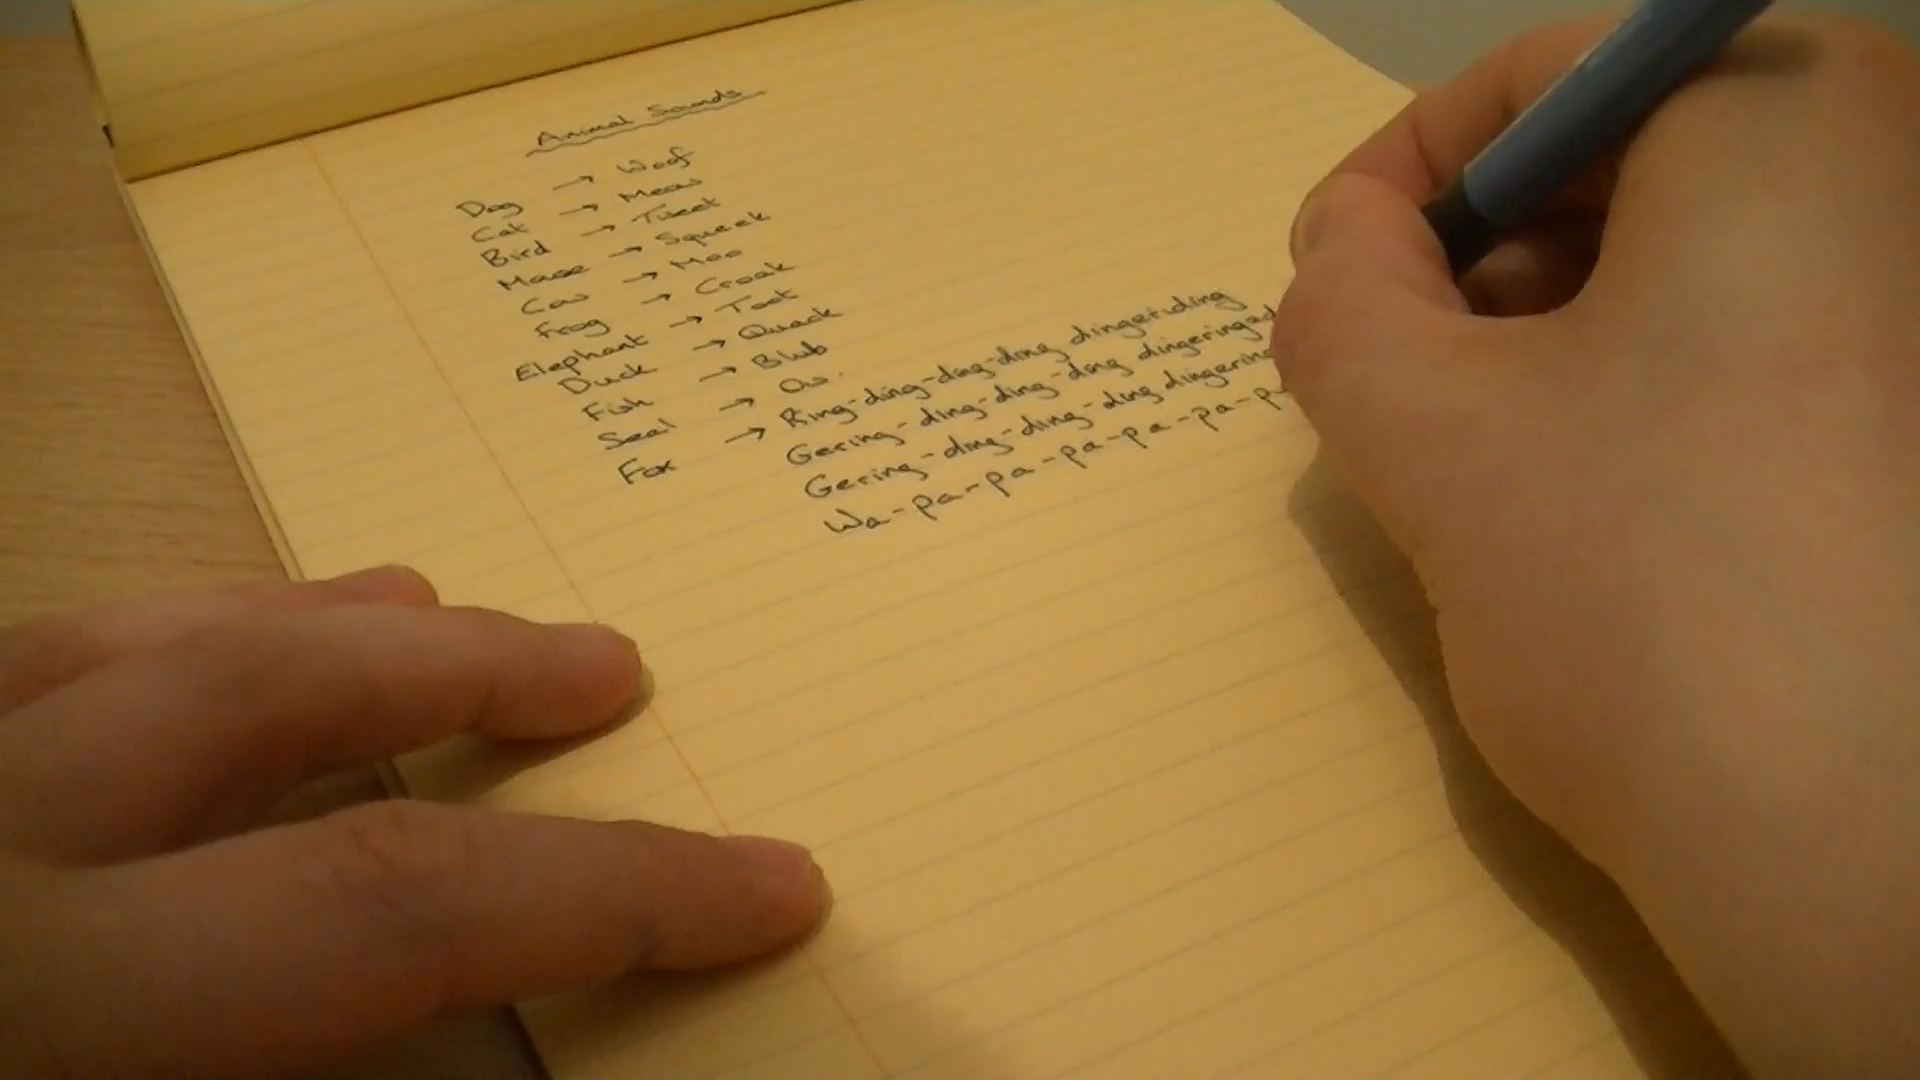 Animal Sounds
Dog → Woof
Cat → Meow
Bird → Tweet
Mouse → Squeek
Cow → Moo
Frog → Croak
Elephant → Toot
Duck → Quack
Fish → Blub
Seal → Ow.
Fox → Ring-ding-ding-ding dingeriding
Gering-ding-ding-ding dingeringed
Gering-ding-ding-ding dingering
Wa-pa-pa-pa-pa-pa-p